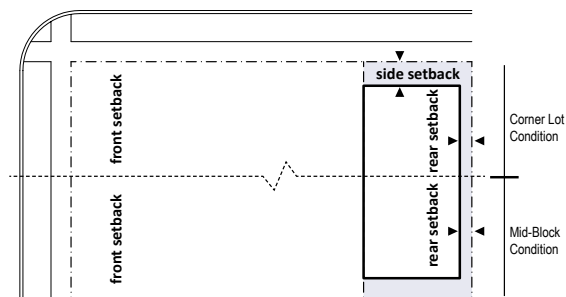 side setback
front setback
rear setback
Corner Lot
Condition
front setback
rear setback
Mid-Block
Condition